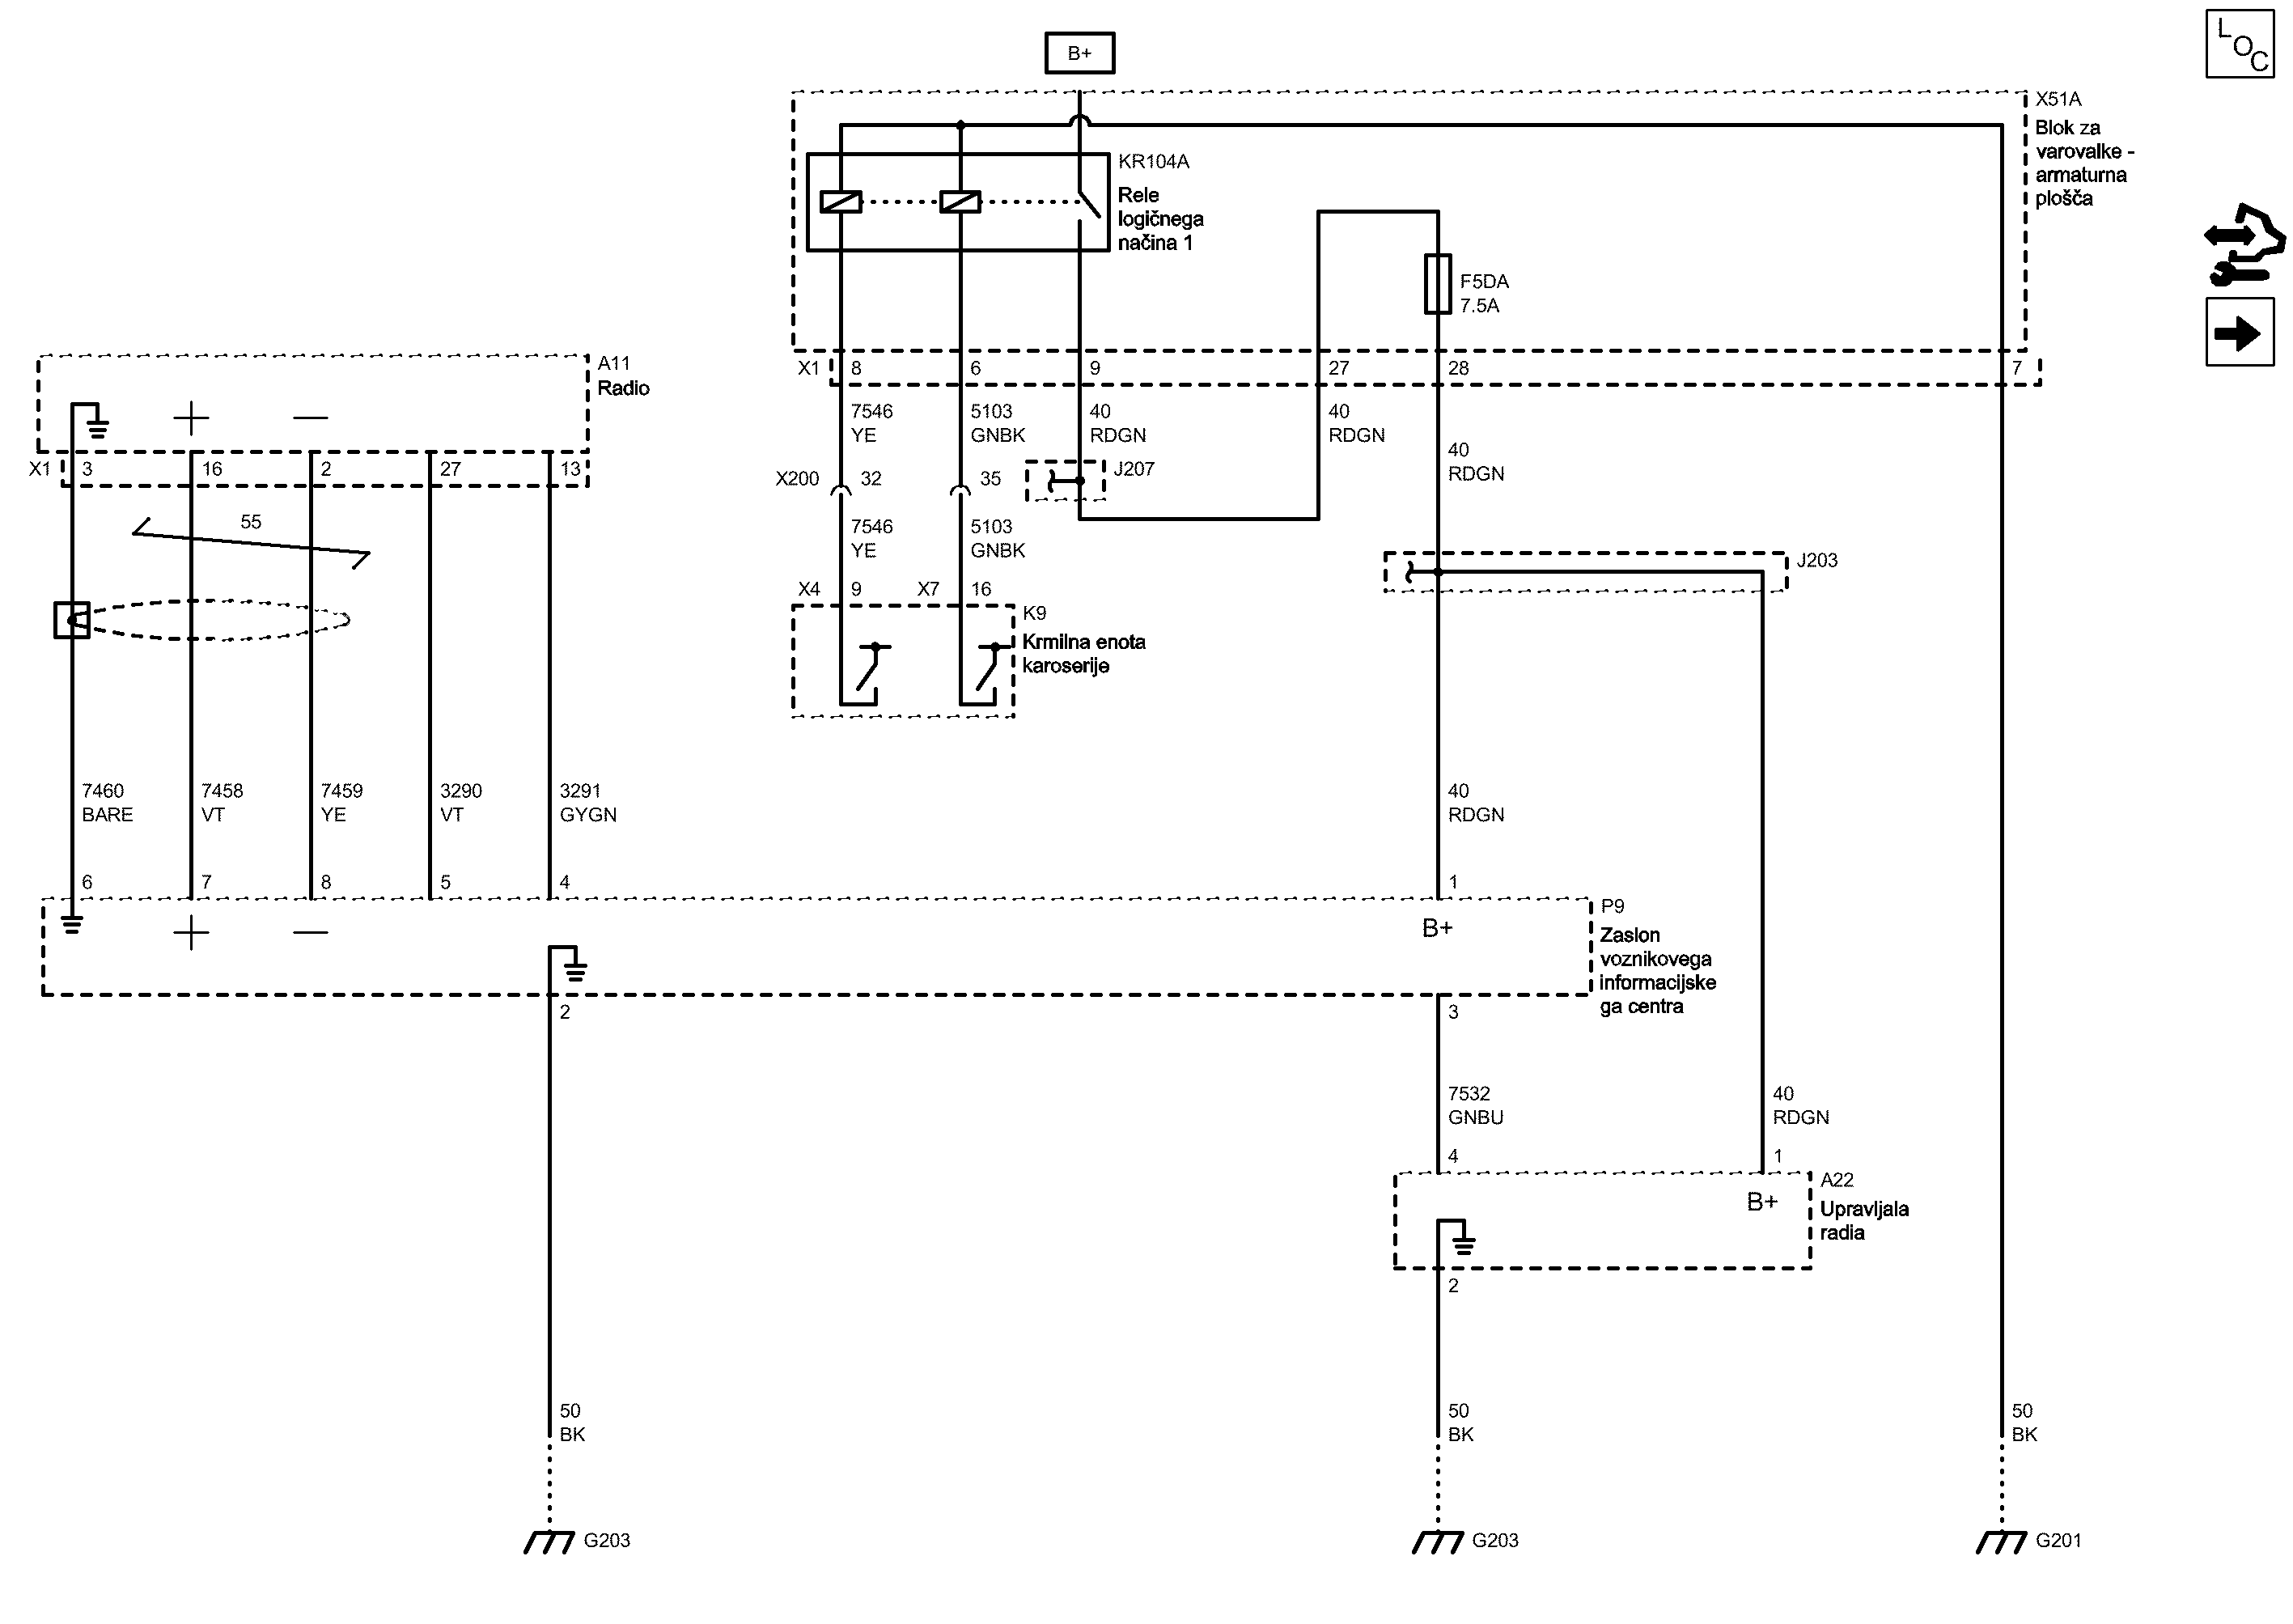 B+
L
O
C
X51A
Blok za
varovalke -
armaturna
plošča
KR104A
Rele
logičnega
načina 1
F5DA
7.5A
A11
Radio
X1
8
6
9
27
28
7
7546
YE
5103
GNBK
40
RDGN
40
RDGN
40
RDGN
X1
3
16
2
27
13
J207
X200
32
35
55
7546
YE
5103
GNBK
J203
X4
9
X7
16
K9
Krmilna enota
karoserije
7460
BARE
7458
VT
7459
YE
3290
VT
3291
GYGN
40
RDGN
6
7
8
5
4
1
B+
P9
Zaslon
voznikovega
informacijske
ga centra
2
3
7532
GNBU
40
RDGN
4
1
B+
A22
Upravljala
radia
2
50
BK
50
BK
50
BK
G203
G203
G201